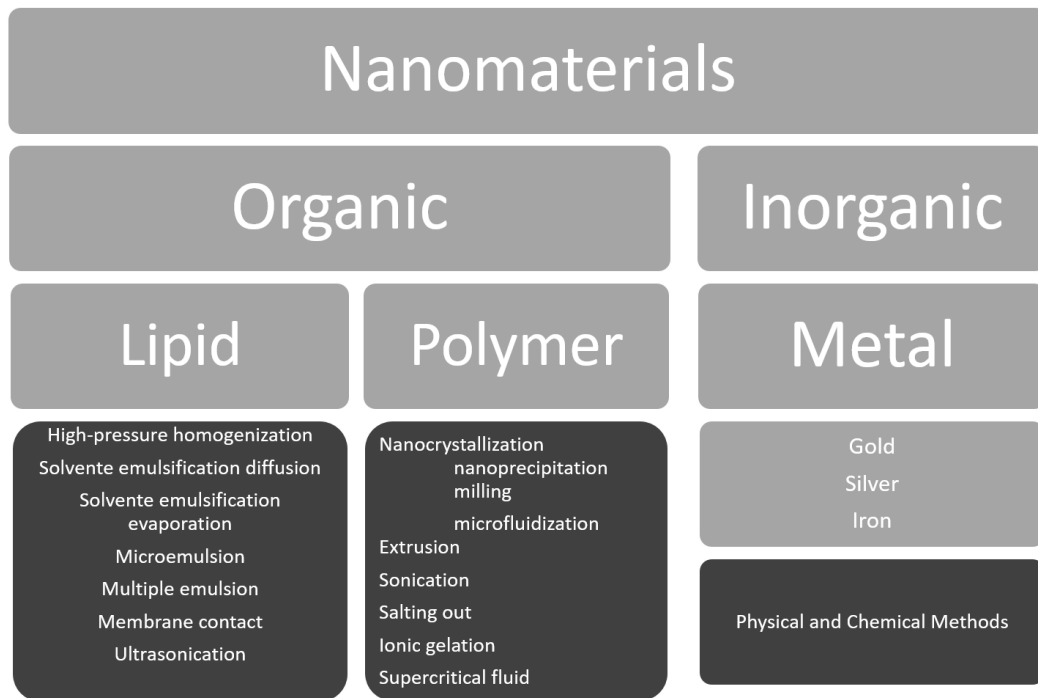 Nanomaterials
Organic
Inorganic
Lipid
Polymer
Metal
High-pressure homogenization
Solvente emulsification diffusion
Solvente emulsification
evaporation
Microemulsion
Multiple emulsion
Membrane contact
Ultrasonication
Nanocrystallization
nanoprecipitation
milling
microfluidization
Extrusion
Sonication
Salting out
Ionic gelation
Supercritical fluid
Gold
Silver
Iron
Physical and Chemical Methods